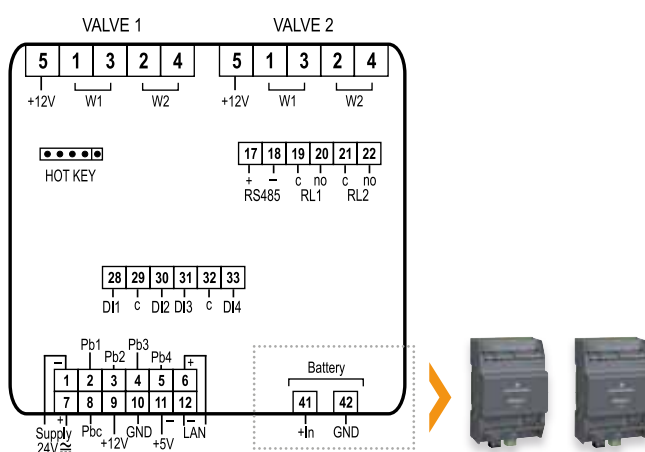 VALVE 1 VALVE 2
5 1 3 2 4 5 1 3 2 4
+12V W1 W2 +12V W1 W2
HOT KEY
17 18 19 20 21 22
+ − c no c no
RS485 RL1 RL2
28 29 30 31 32 33
DI1 c DI2 DI3 c DI4
Pb1 Pb3
− Pb2 Pb4 +
1 2 3 4 5 6
7 8 9 10 11 12
+ Pbc +12V GND − +5V − LAN
Supply
24V
Battery
41 42
+In GND